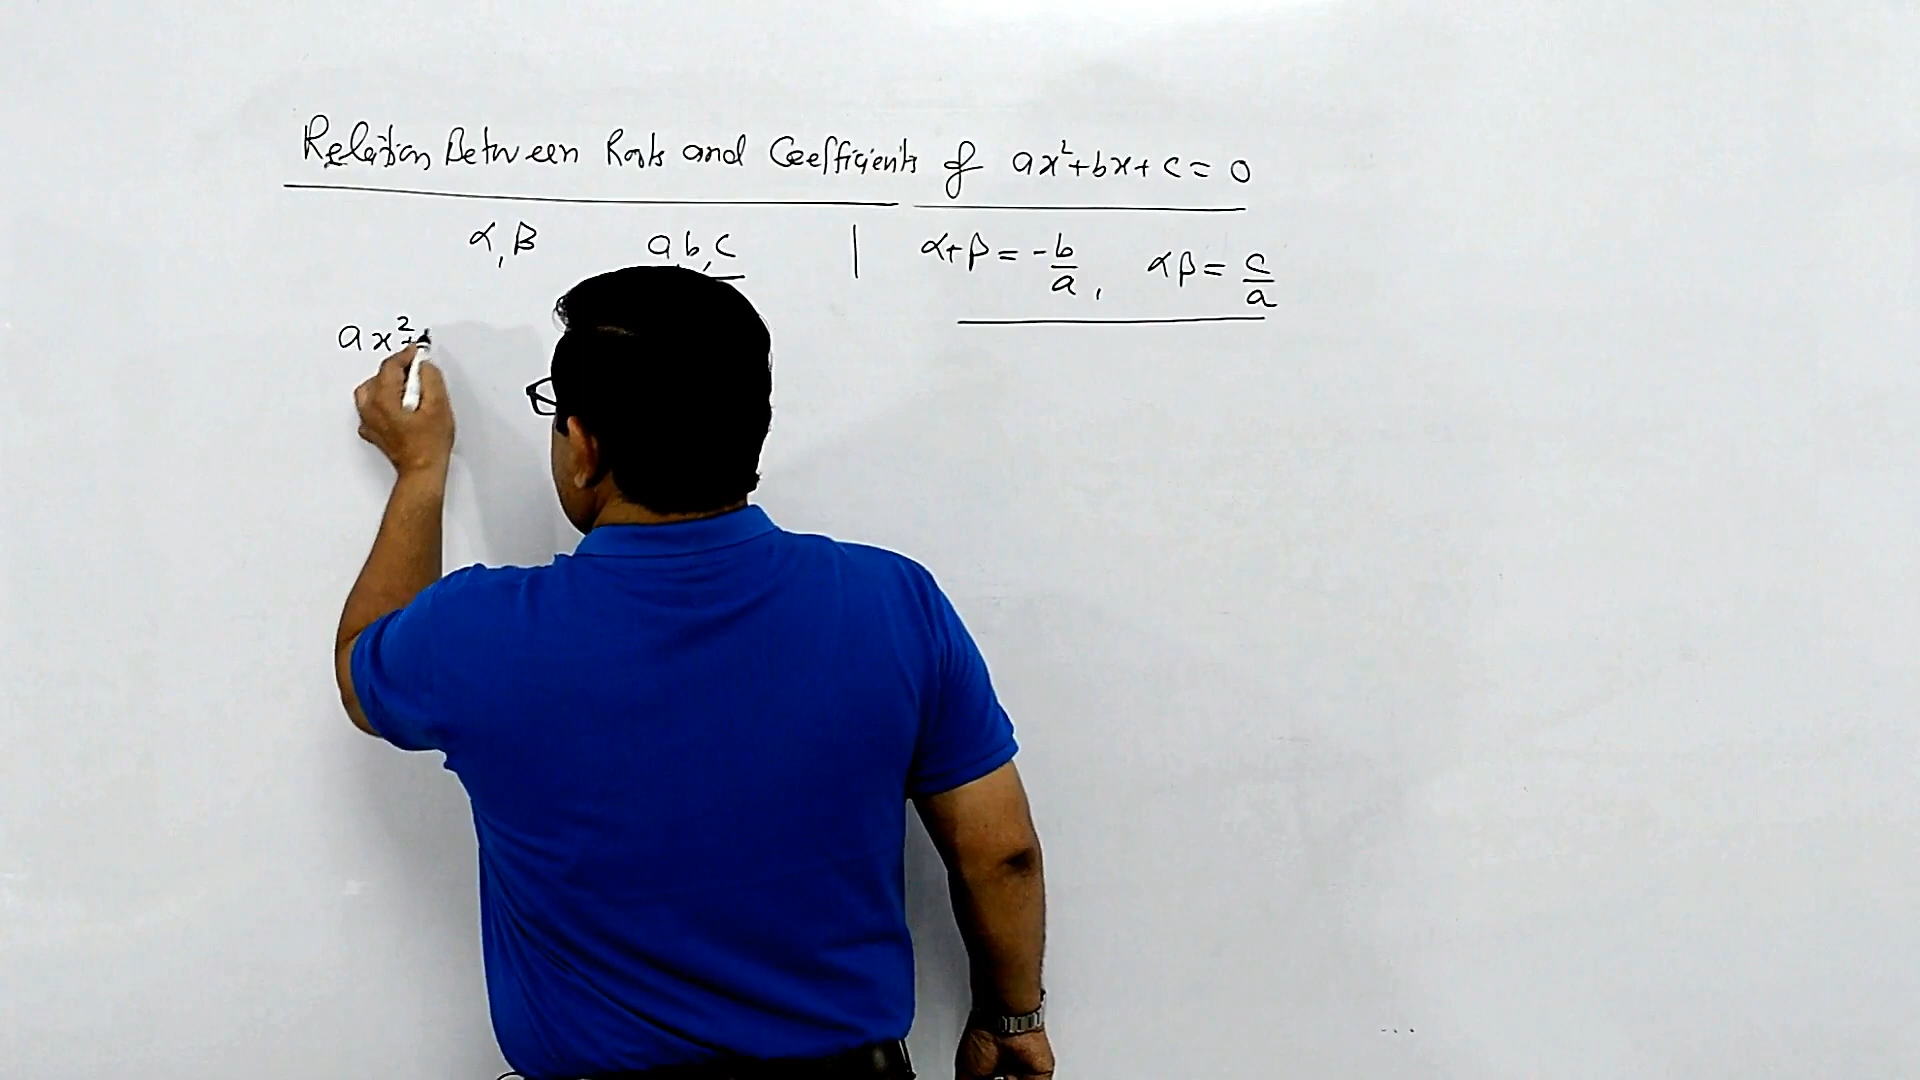 Relation Between Roots and Coefficients of ax²+bx+c=0
α,β a,b,c | α+β=-b/a, αβ=c/a
ax²+